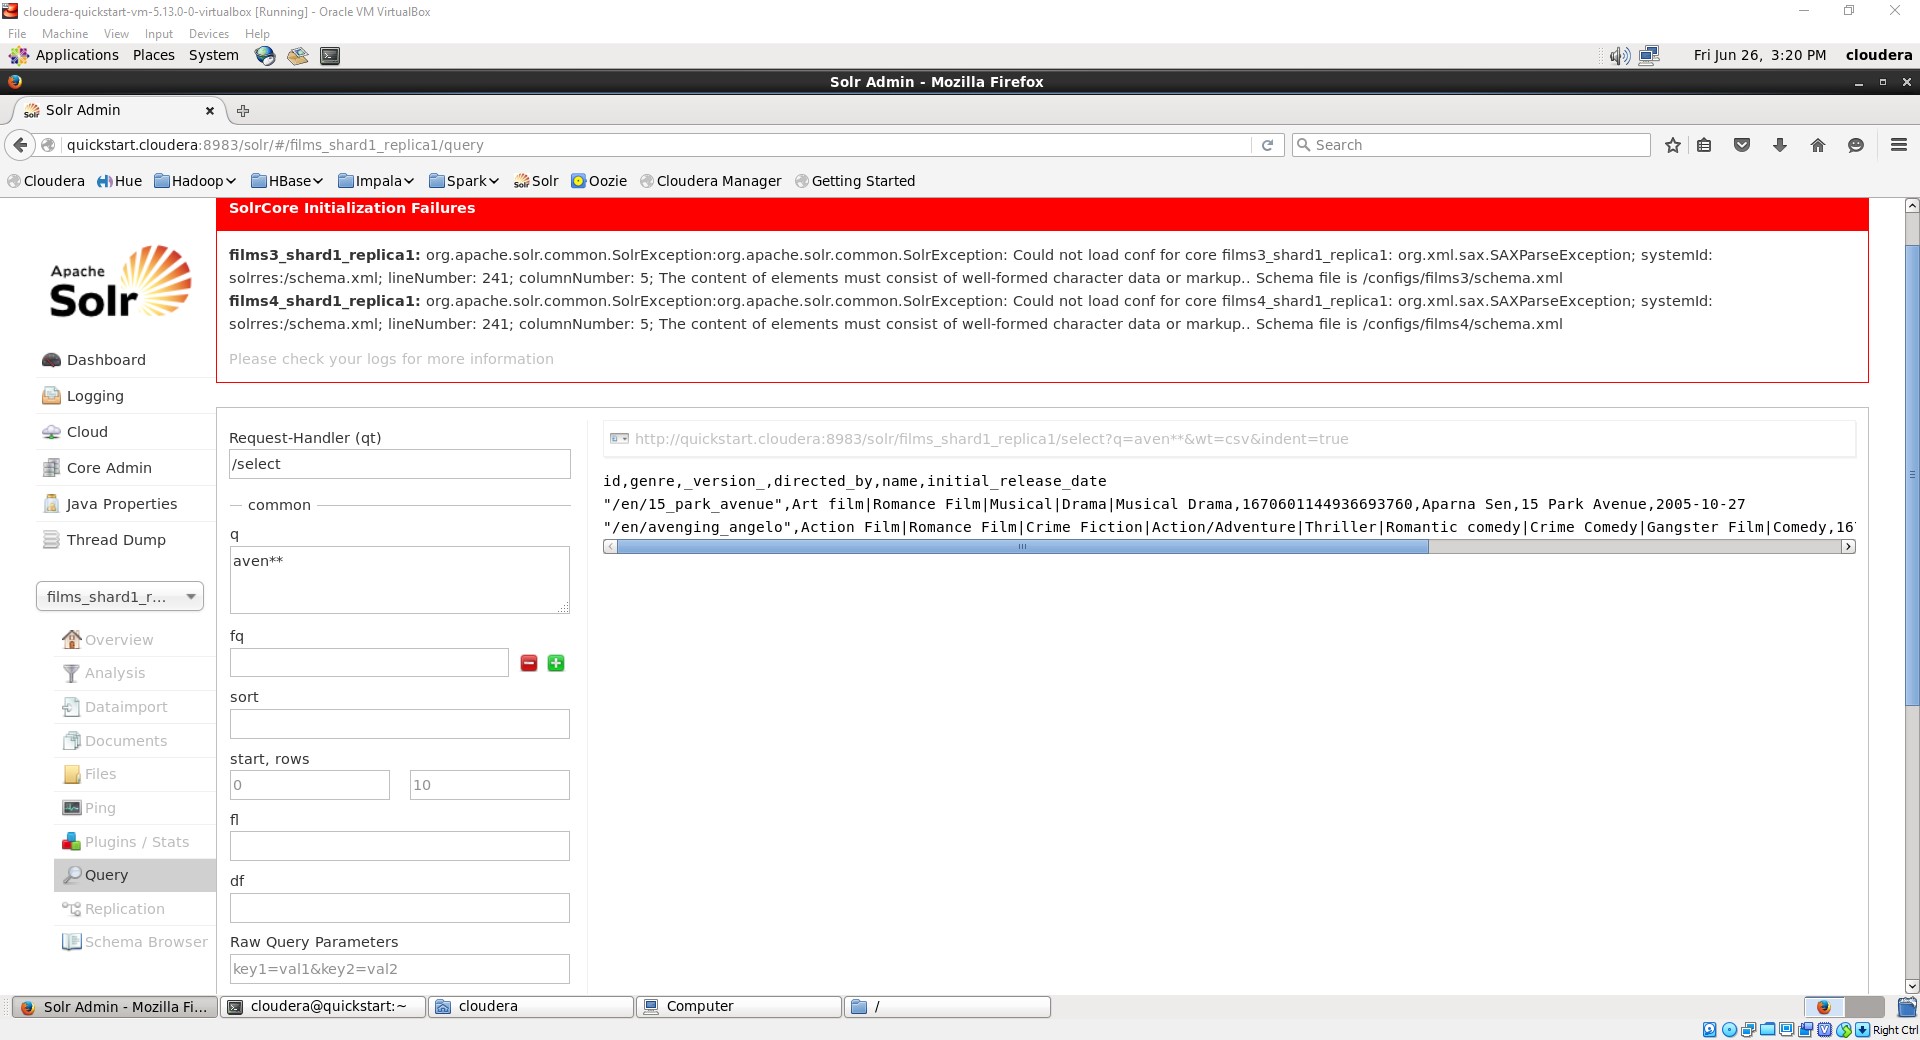 cloudera-quickstart-vm-5.13.0-0-virtualbox [Running] - Oracle VM VirtualBox
File Machine View Input Devices Help
Applications Places System Fri Jun 26, 3:20 PM cloudera
Solr Admin - Mozilla Firefox
Solr Admin
quickstart.cloudera:8983/solr/#/films_shard1_replica1/query Search
Cloudera Hue Hadoop HBase Impala Spark Solr Oozie Cloudera Manager Getting Started
SolrCore Initialization Failures
films3_shard1_replica1: org.apache.solr.common.SolrException:org.apache.solr.common.SolrException: Could not load conf for core films3_shard1_replica1: org.xml.sax.SAXParseException; systemId:
solrres:/schema.xml; lineNumber: 241; columnNumber: 5; The content of elements must consist of well-formed character data or markup.. Schema file is /configs/films3/schema.xml
films4_shard1_replica1: org.apache.solr.common.SolrException:org.apache.solr.common.SolrException: Could not load conf for core films4_shard1_replica1: org.xml.sax.SAXParseException; systemId:
solrres:/schema.xml; lineNumber: 241; columnNumber: 5; The content of elements must consist of well-formed character data or markup.. Schema file is /configs/films4/schema.xml
Please check your logs for more information
Apache
Solr
Dashboard
Logging
Cloud
Core Admin
Java Properties
Thread Dump
films_shard1_r...
Overview
Analysis
Dataimport
Documents
Files
Ping
Plugins / Stats
Query
Replication
Schema Browser
Request-Handler (qt)
/select
common
q
aven**
fq
sort
start, rows
0 10
fl
df
Raw Query Parameters
key1=val1&key2=val2
http://quickstart.cloudera:8983/solr/films_shard1_replica1/select?q=aven**&wt=csv&indent=true
id,genre,_version_,directed_by,name,initial_release_date
"/en/15_park_avenue",Art film|Romance Film|Musical|Drama|Musical Drama,1670601144936693760,Aparna Sen,15 Park Avenue,2005-10-27
"/en/avenging_angelo",Action Film|Romance Film|Crime Fiction|Action/Adventure|Thriller|Romantic comedy|Crime Comedy|Gangster Film|Comedy,167
Solr Admin - Mozilla Fi... cloudera@quickstart:~ cloudera Computer /
Right Ctrl